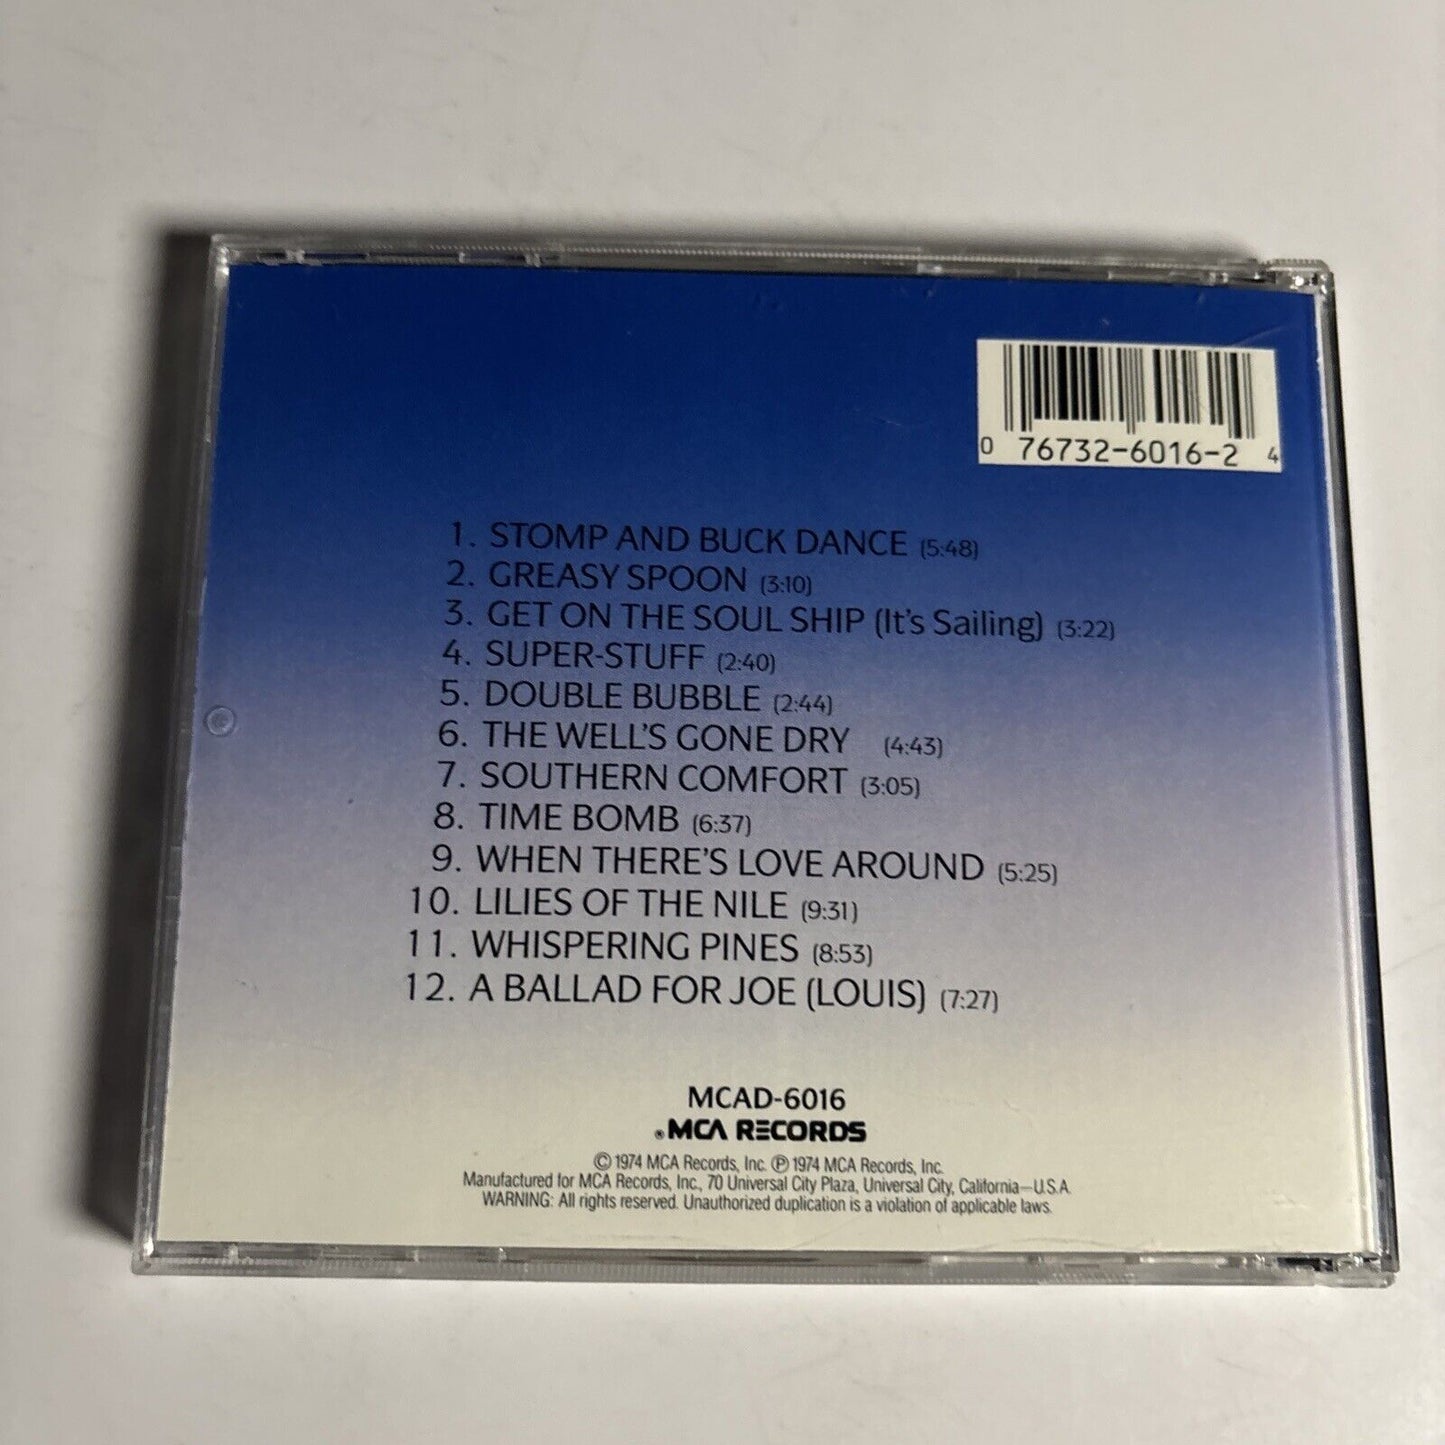 0 76732-6016-2 4
1. STOMP AND BUCK DANCE (5:48)
2. GREASY SPOON (3:10)
3. GET ON THE SOUL SHIP (It's Sailing) (3:22)
4. SUPER-STUFF (2:40)
5. DOUBLE BUBBLE (2:44)
6. THE WELL'S GONE DRY (4:43)
7. SOUTHERN COMFORT (3:05)
8. TIME BOMB (6:37)
9. WHEN THERE'S LOVE AROUND (5:25)
10. LILIES OF THE NILE (9:31)
11. WHISPERING PINES (8:53)
12. A BALLAD FOR JOE (LOUIS) (7:27)
MCAD-6016
® MCA RECORDS
© 1974 MCA Records, Inc. ℗ 1974 MCA Records, Inc.
Manufactured for MCA Records, Inc., 70 Universal City Plaza, Universal City, California—U.S.A.
WARNING: All rights reserved. Unauthorized duplication is a violation of applicable laws.